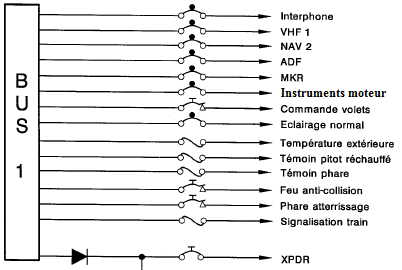 Interphone
VHF 1
NAV 2
ADF
MKR
Instruments moteur
Commande volets
Eclairage normal
Température extérieure
Témoin pitot réchauffé
Témoin phare
Feu anti-collision
Phare atterrissage
Signalisation train
XPDR
BUS 1